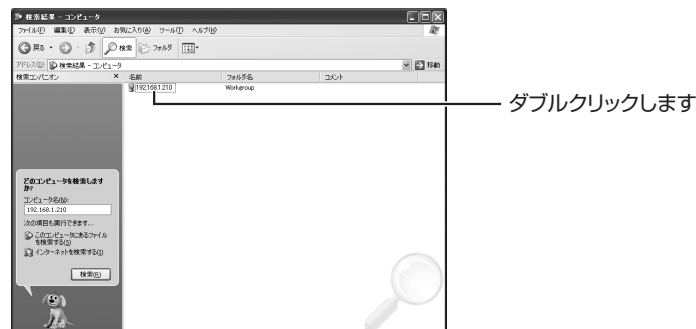 検索結果 - コンピュータ
ファイル(F) 編集(E) 表示(V) お気に入り(A) ツール(T) ヘルプ(H)
戻る 検索 フォルダ
アドレス(D) 検索結果 - コンピュータ 移動
検索コンパニオン × 名前 フォルダ名 コメント
192.168.1.210 Workgroup
ダブルクリックします
どのコンピュータを検索します
か?
コンピュータ名(N):
192.168.1.210
次の項目も実行できます...
このコンピュータにあるファイル
を検索する(S)
インターネットを検索する(I)
検索(R)